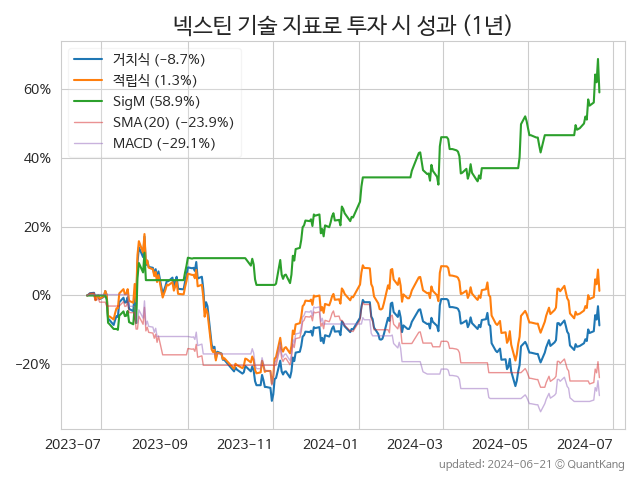 넥스틴 기술 지표로 투자 시 성과 (1년)
거치식 (−8.7%)
적립식 (1.3%)
SigM (58.9%)
SMA(20) (−23.9%)
MACD (−29.1%)
60%
40%
20%
0%
−20%
2023-07 2023-09 2023-11 2024-01 2024-03 2024-05 2024-07
updated: 2024-06-21 ⓒ QuantKang